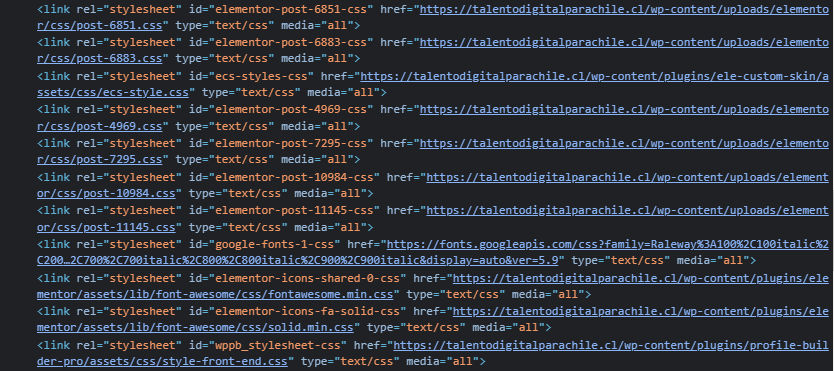 <link rel="stylesheet" id="elementor-post-6851-css" href="https://talentodigitalparachile.cl/wp-content/uploads/elemento
r/css/post-6851.css" type="text/css" media="all">
<link rel="stylesheet" id="elementor-post-6883-css" href="https://talentodigitalparachile.cl/wp-content/uploads/elemento
r/css/post-6883.css" type="text/css" media="all">
<link rel="stylesheet" id="ecs-styles-css" href="https://talentodigitalparachile.cl/wp-content/plugins/ele-custom-skin/a
ssets/css/ecs-style.css" type="text/css" media="all">
<link rel="stylesheet" id="elementor-post-4969-css" href="https://talentodigitalparachile.cl/wp-content/uploads/elemento
r/css/post-4969.css" type="text/css" media="all">
<link rel="stylesheet" id="elementor-post-7295-css" href="https://talentodigitalparachile.cl/wp-content/uploads/elemento
r/css/post-7295.css" type="text/css" media="all">
<link rel="stylesheet" id="elementor-post-10984-css" href="https://talentodigitalparachile.cl/wp-content/uploads/element
or/css/post-10984.css" type="text/css" media="all">
<link rel="stylesheet" id="elementor-post-11145-css" href="https://talentodigitalparachile.cl/wp-content/uploads/element
or/css/post-11145.css" type="text/css" media="all">
<link rel="stylesheet" id="google-fonts-1-css" href="https://fonts.googleapis.com/css?family=Raleway%3A100%2C100italic%2
C200…2C700%2C700italic%2C800%2C800italic%2C900%2C900italic&display=auto&ver=5.9" type="text/css" media="all">
<link rel="stylesheet" id="elementor-icons-shared-0-css" href="https://talentodigitalparachile.cl/wp-content/plugins/ele
mentor/assets/lib/font-awesome/css/fontawesome.min.css" type="text/css" media="all">
<link rel="stylesheet" id="elementor-icons-fa-solid-css" href="https://talentodigitalparachile.cl/wp-content/plugins/ele
mentor/assets/lib/font-awesome/css/solid.min.css" type="text/css" media="all">
<link rel="stylesheet" id="wppb_stylesheet-css" href="https://talentodigitalparachile.cl/wp-content/plugins/profile-buil
der-pro/assets/css/style-front-end.css" type="text/css" media="all">